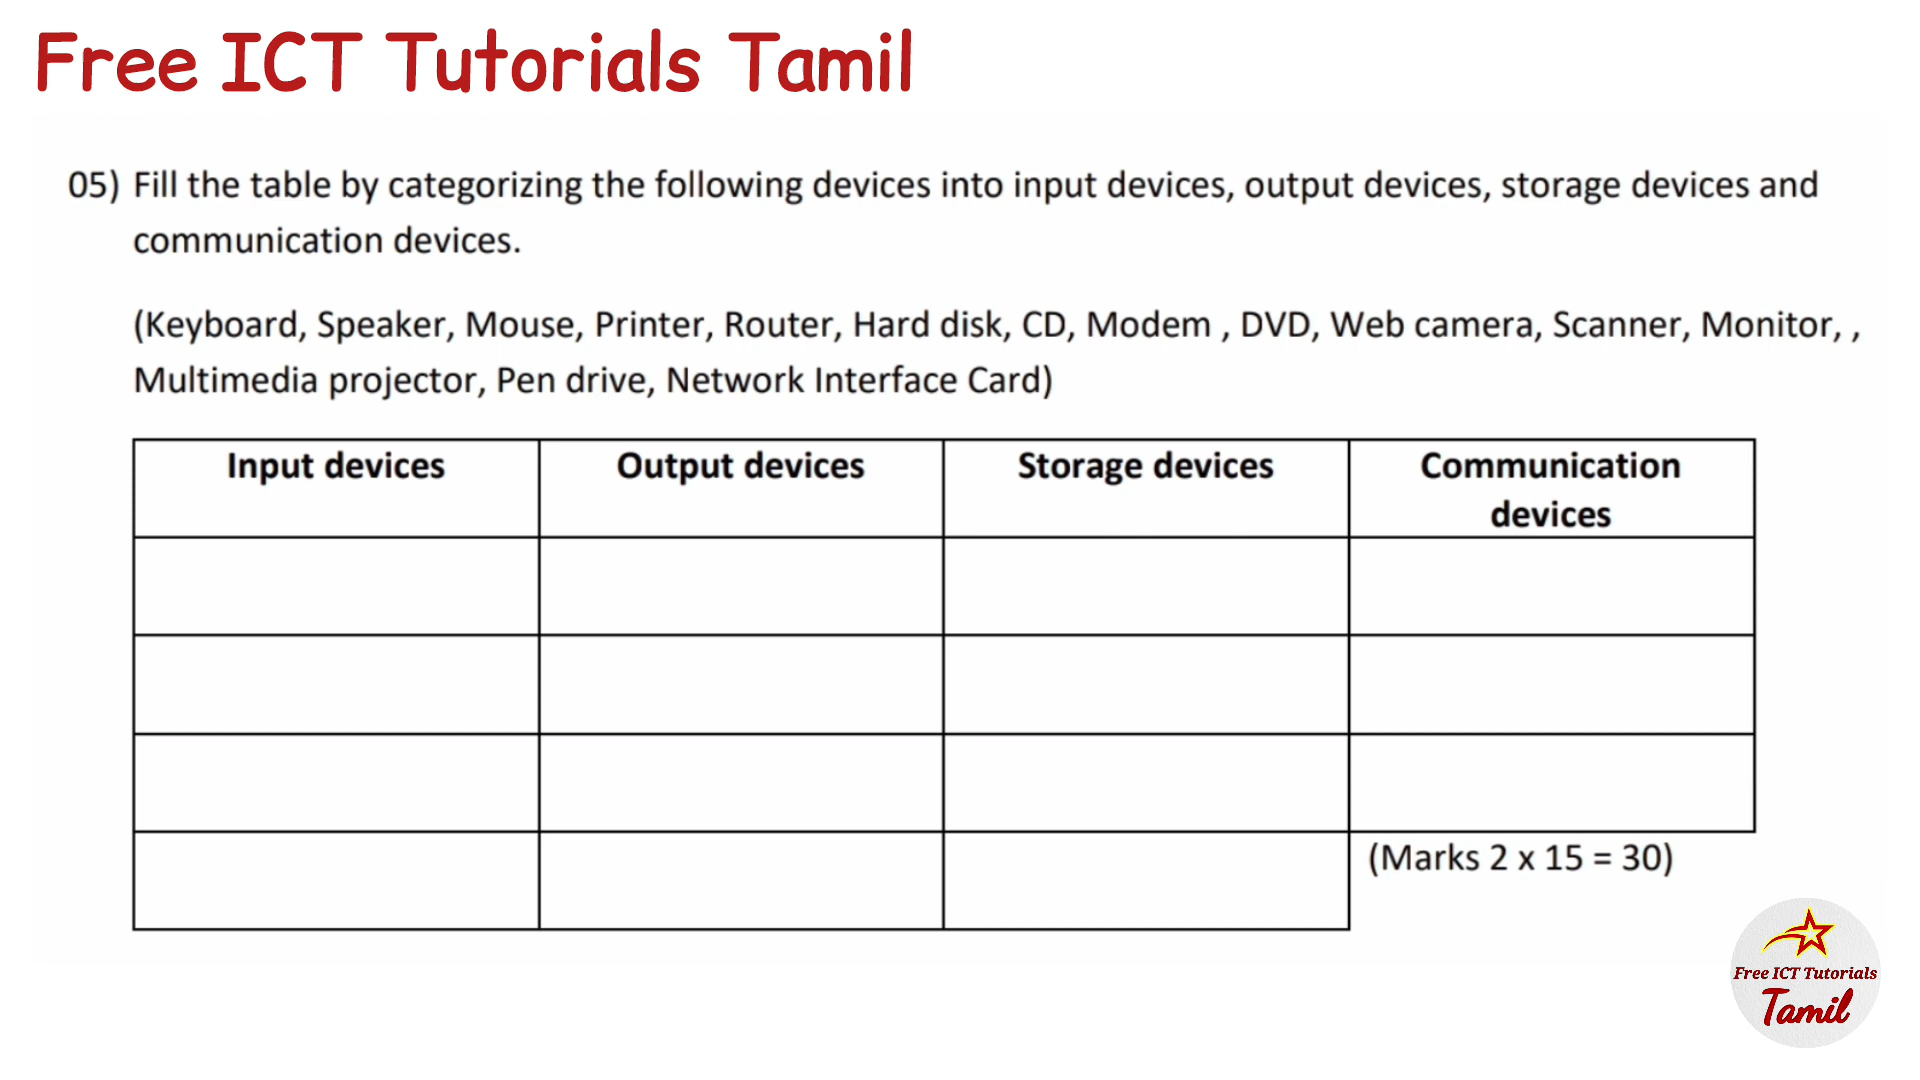 Free ICT Tutorials Tamil
05) Fill the table by categorizing the following devices into input devices, output devices, storage devices and
communication devices.
(Keyboard, Speaker, Mouse, Printer, Router, Hard disk, CD, Modem , DVD, Web camera, Scanner, Monitor, ,
Multimedia projector, Pen drive, Network Interface Card)
Input devices Output devices Storage devices Communication
devices
(Marks 2 x 15 = 30)
Free ICT Tutorials
Tamil